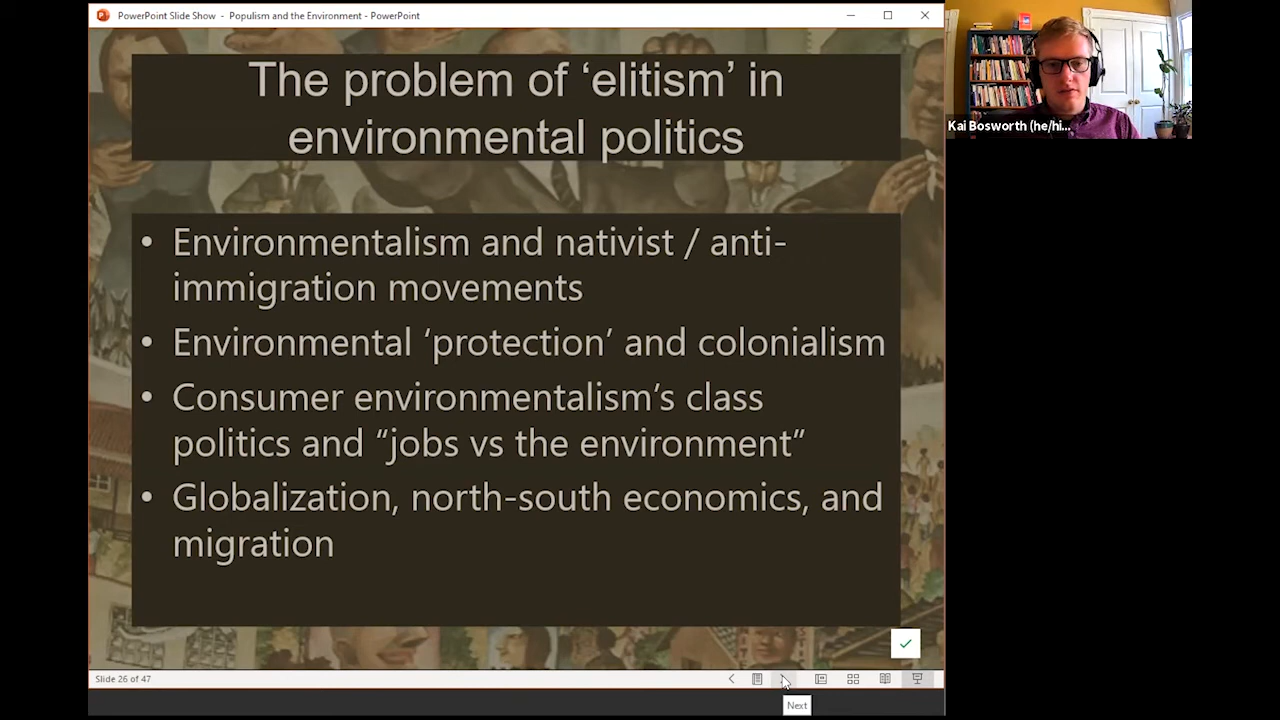 PowerPoint Slide Show - Populism and the Environment - PowerPoint
The problem of ‘elitism’ in
environmental politics
• Environmentalism and nativist / anti-
immigration movements
• Environmental ‘protection’ and colonialism
• Consumer environmentalism’s class
politics and “jobs vs the environment”
• Globalization, north-south economics, and
migration
Slide 26 of 47
Next
Kai Bosworth (he/hi...